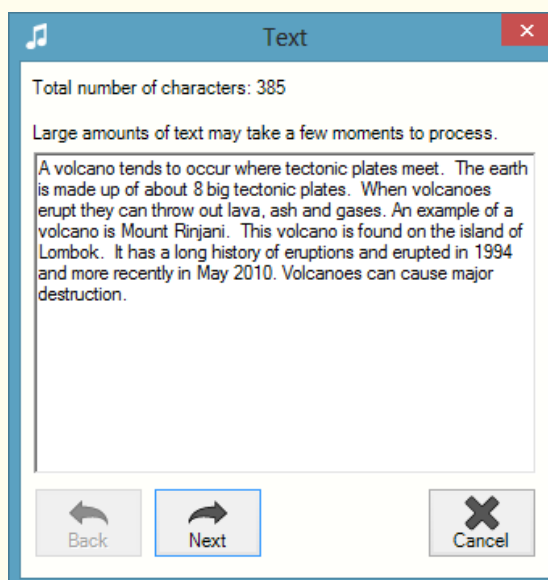 Text
Total number of characters: 385
Large amounts of text may take a few moments to process.
A volcano tends to occur where tectonic plates meet.  The earth
is made up of about 8 big tectonic plates.  When volcanoes
erupt they can throw out lava, ash and gases. An example of a
volcano is Mount Rinjani.  This volcano is found on the island of
Lombok.  It has a long history of eruptions and erupted in 1994
and more recently in May 2010. Volcanoes can cause major
destruction.
Back
Next
Cancel